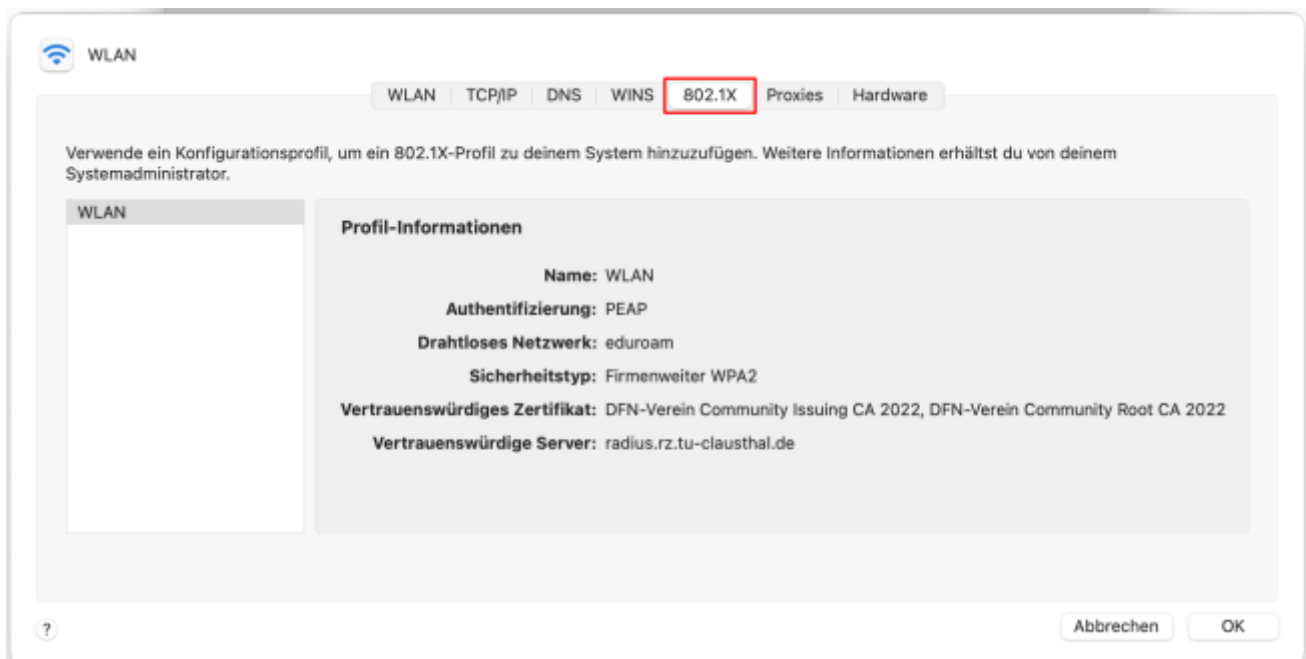 WLAN
WLAN TCP/IP DNS WINS 802.1X Proxies Hardware
Verwende ein Konfigurationsprofil, um ein 802.1X-Profil zu deinem System hinzuzufügen. Weitere Informationen erhältst du von deinem
Systemadministrator.
WLAN
Profil-Informationen
Name: WLAN
Authentifizierung: PEAP
Drahtloses Netzwerk: eduroam
Sicherheitstyp: Firmenweiter WPA2
Vertrauenswürdiges Zertifikat: DFN-Verein Community Issuing CA 2022, DFN-Verein Community Root CA 2022
Vertrauenswürdige Server: radius.rz.tu-clausthal.de
? Abbrechen OK